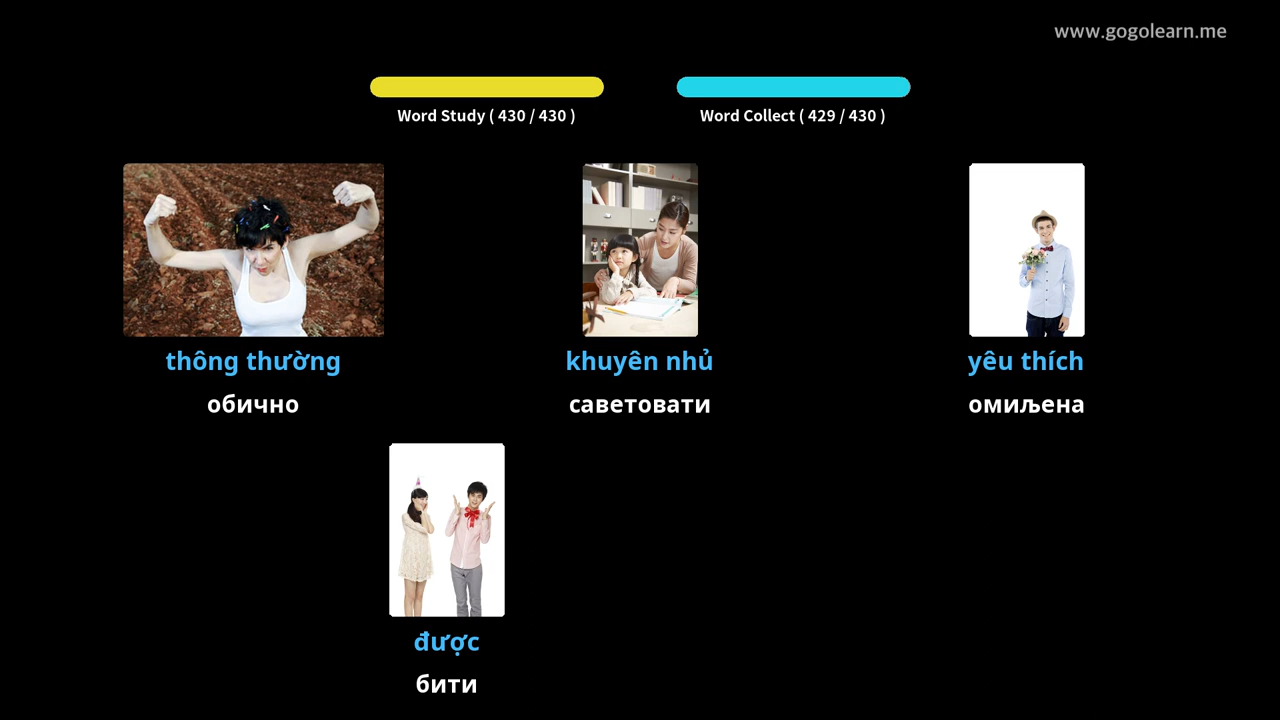 www.gogolearn.me
Word Study ( 430 / 430 )
Word Collect ( 429 / 430 )
thông thường
обично
khuyên nhủ
саветовати
yêu thích
омиљена
được
бити